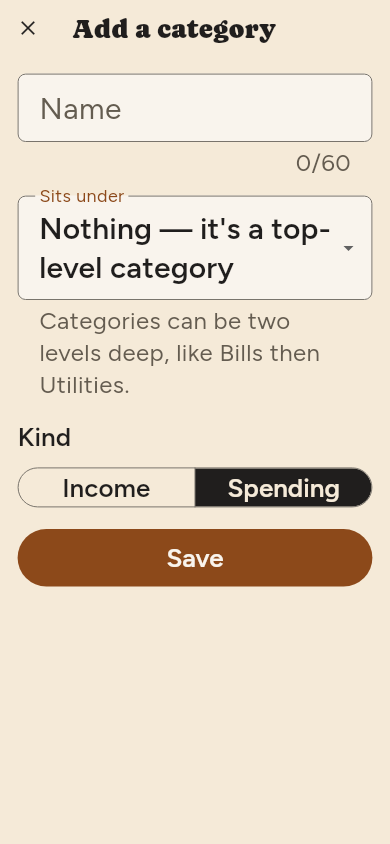 Add a category
Name
0/60
Sits under
Nothing — it's a top-
level category
Categories can be two
levels deep, like Bills then
Utilities.
Kind
Income
Spending
Save